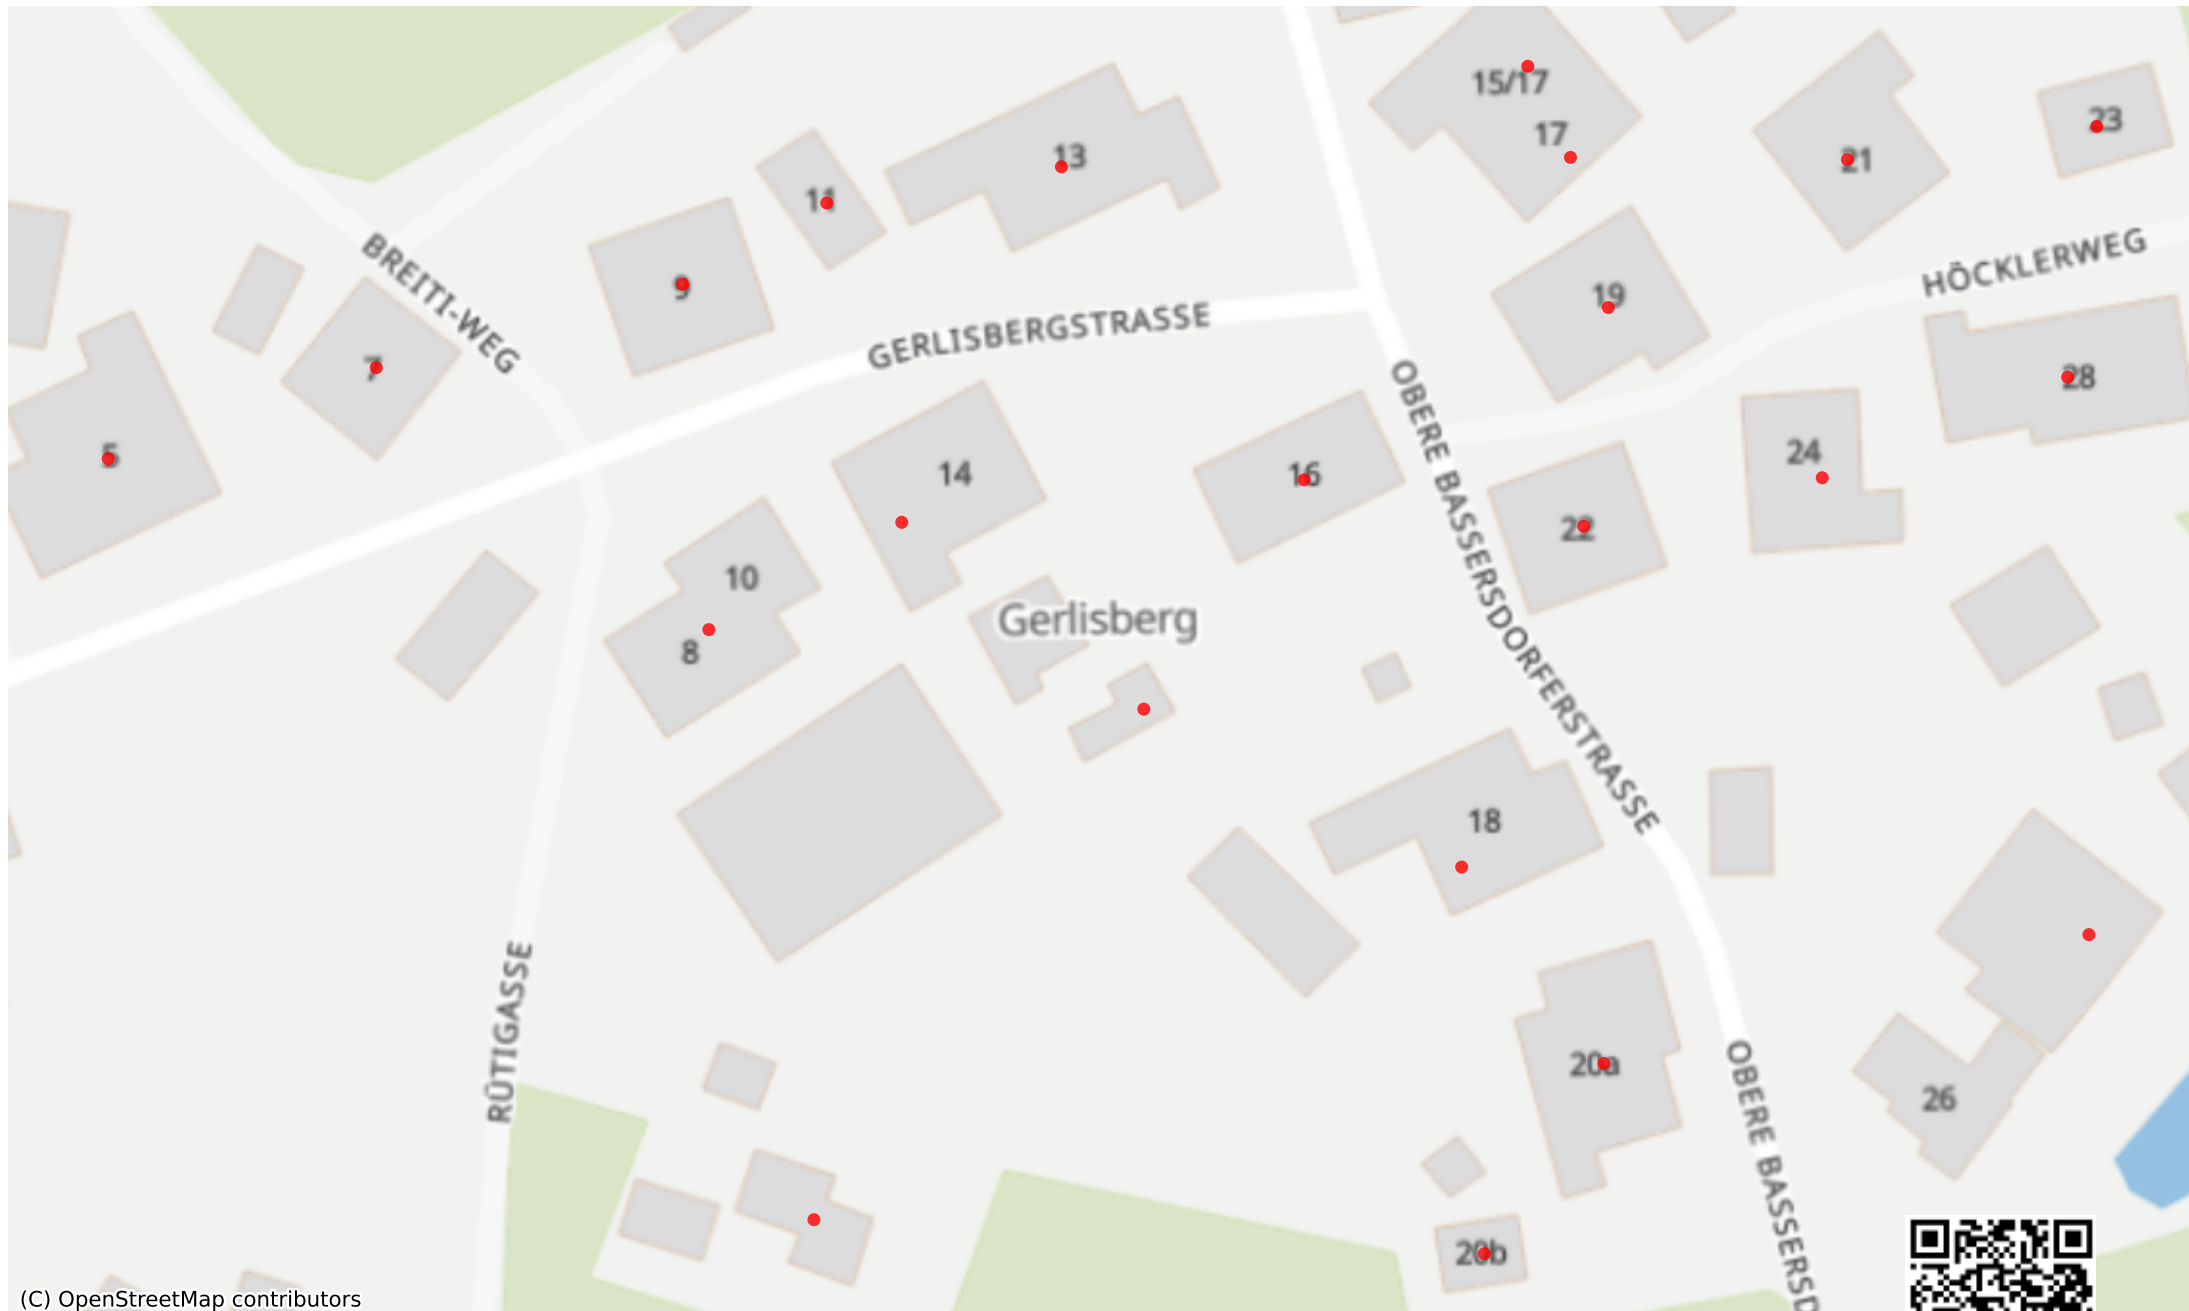 15/17
17
13
23
21
11
BREITI-WEG
HÖCKLERWEG
9
19
GERLISBERGSTRASSE
7
28
OBERE BASSERSDORFERSTRASSE
5
14
16
24
22
10
Gerlisberg
8
18
RÜTIGASSE
20a
26
OBERE BASSERSD
20b
(C) OpenStreetMap contributors